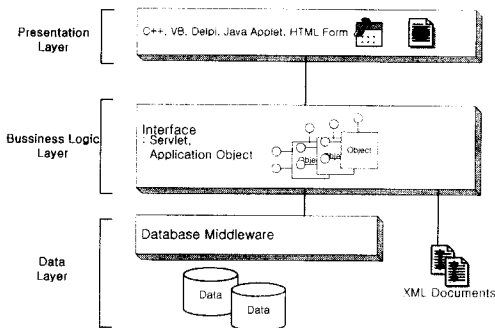 Presentation
Layer
C++, VB, Delpi, Java Applet, HTML Form
Bussiness Logic
Layer
Interface
: Servlet,
Application Object
Object
Data
Layer
Database Middleware
Data
Data
XML Documents